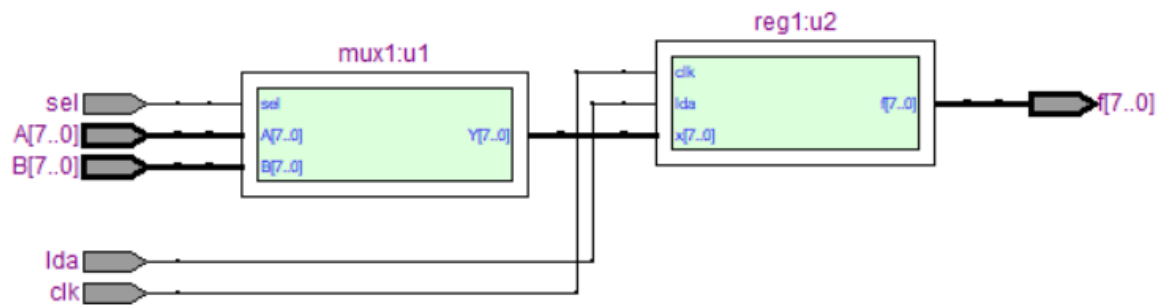 mux1:u1
reg1:u2
sel
A[7..0]
B[7..0]
lda
clk
sel
A[7..0]
B[7..0]
Y[7..0]
clk
lda
x[7..0]
f[7..0]
f[7..0]